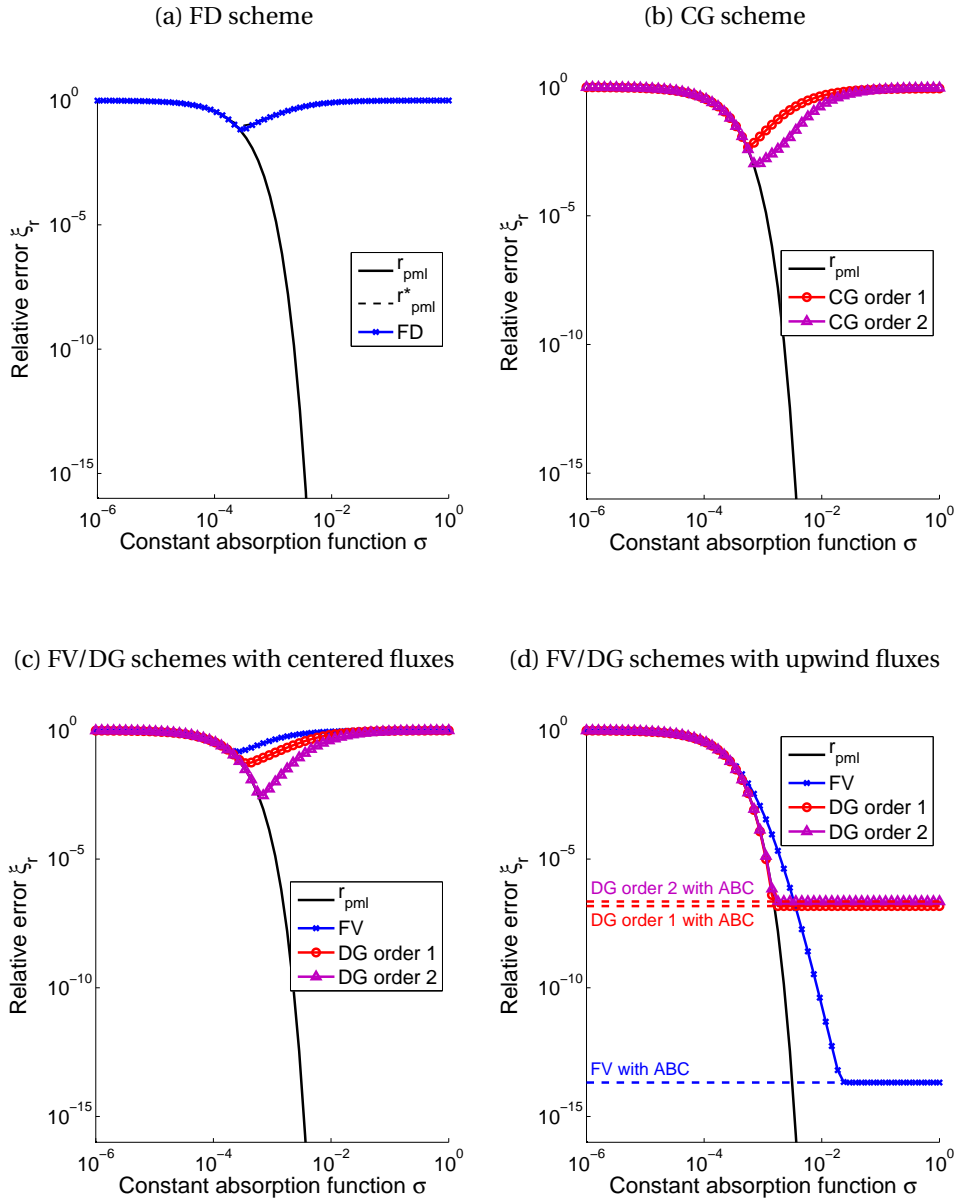 (a) FD scheme
10^0
10^-5
10^-10
10^-15
Relative error ξ_r
10^-6 10^-4 10^-2 10^0
Constant absorption function σ
r_pml
r*_pml
FD
(b) CG scheme
10^0
10^-5
10^-10
10^-15
Relative error ξ_r
10^-6 10^-4 10^-2 10^0
Constant absorption function σ
r_pml
CG order 1
CG order 2
(c) FV/DG schemes with centered fluxes
10^0
10^-5
10^-10
10^-15
Relative error ξ_r
10^-6 10^-4 10^-2 10^0
Constant absorption function σ
r_pml
FV
DG order 1
DG order 2
(d) FV/DG schemes with upwind fluxes
10^0
10^-5
10^-10
10^-15
Relative error ξ_r
10^-6 10^-4 10^-2 10^0
Constant absorption function σ
r_pml
FV
DG order 1
DG order 2
DG order 2 with ABC
DG order 1 with ABC
FV with ABC